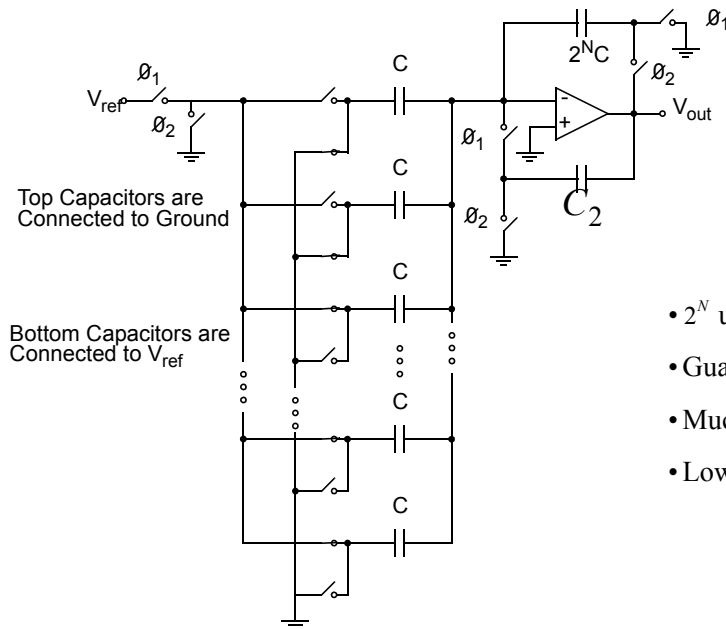 Ø1
2ᴺC
Ø2
C
Ø1
Vref
Ø2
Vout
Ø1
C2
Ø2
C
Top Capacitors are
Connected to Ground
C
Bottom Capacitors are
Connected to Vref
• 2ᴺ u
• Gua
• Muc
• Low
C
C